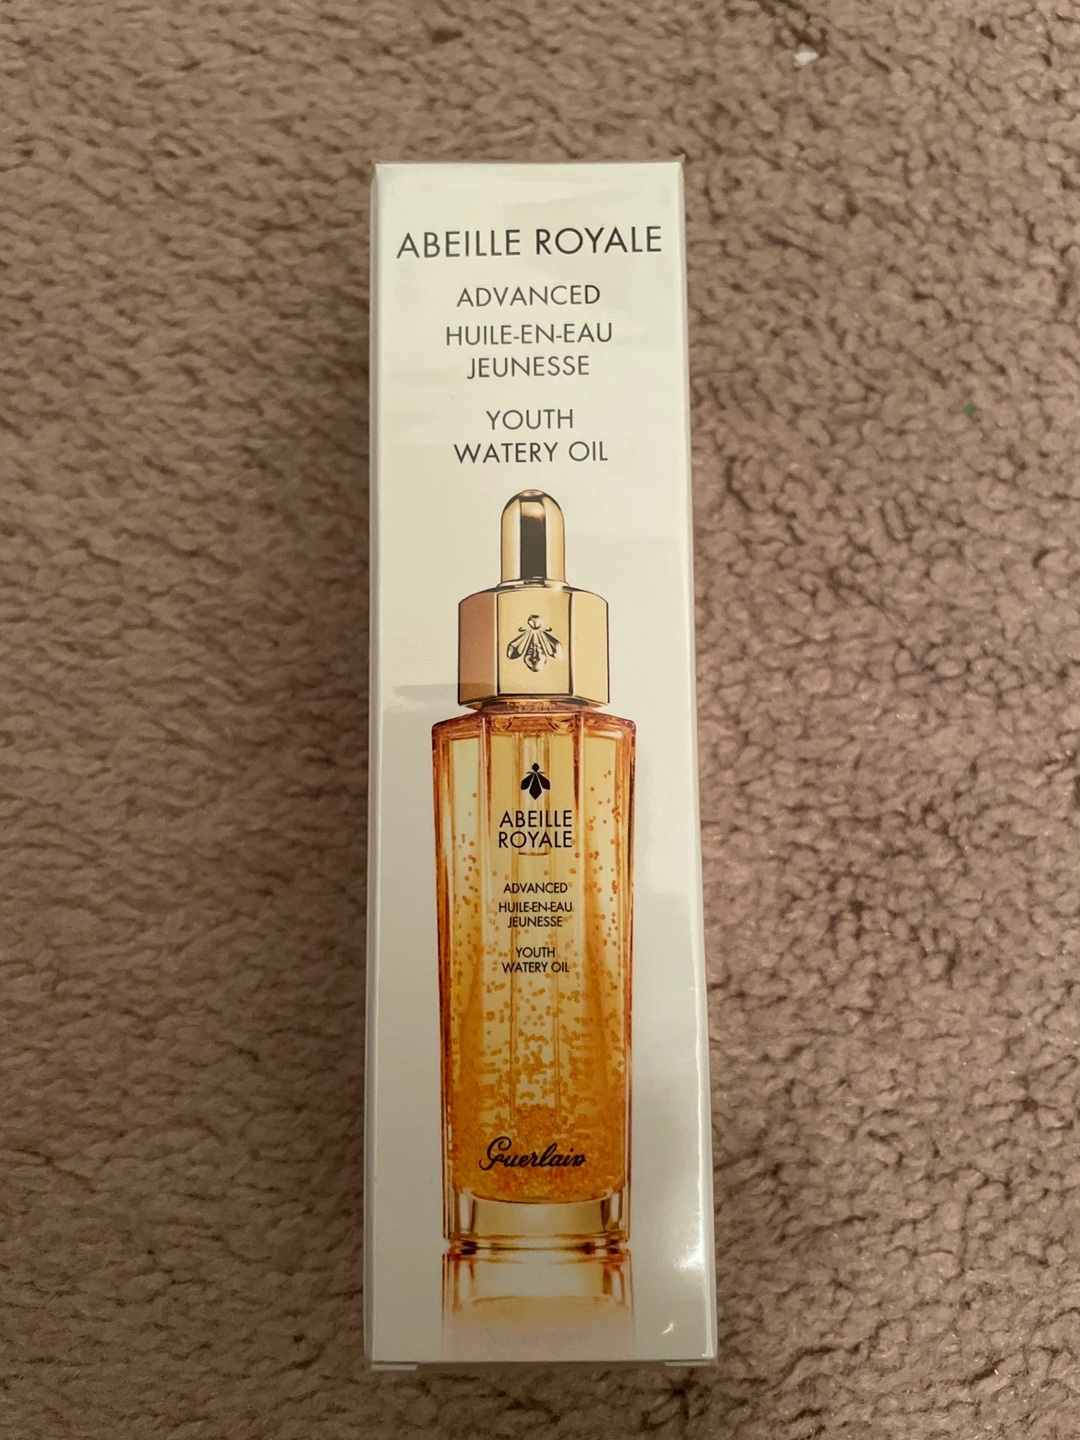 ABEILLE ROYALE
ADVANCED
HUILE-EN-EAU
JEUNESSE
YOUTH
WATERY OIL
ABEILLE
ROYALE
ADVANCED
HUILE-EN-EAU
JEUNESSE
YOUTH
WATERY OIL
Guerlain